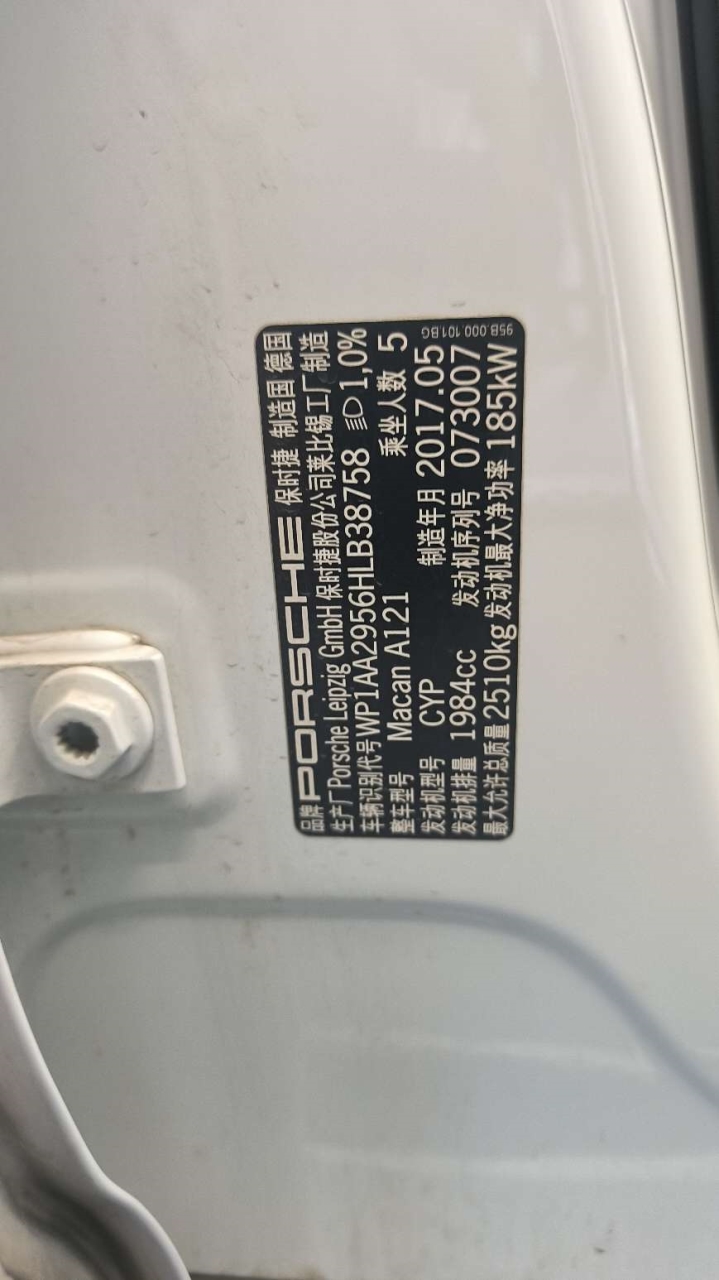 品牌 PORSCHE 保时捷 制造国 德国
生产厂 Porsche Leipzig GmbH 保时捷股份公司莱比锡工厂制造
车辆识别代号 WP1AA2956HLB38758 1,0%
整车型号 Macan A121 乘坐人数 5
发动机型号 CYP 制造年月 2017.05
发动机排量 1984cc 发动机序列号 073007
最大允许总质量 2510kg 发动机最大净功率 185kW
95B.000.101.BG